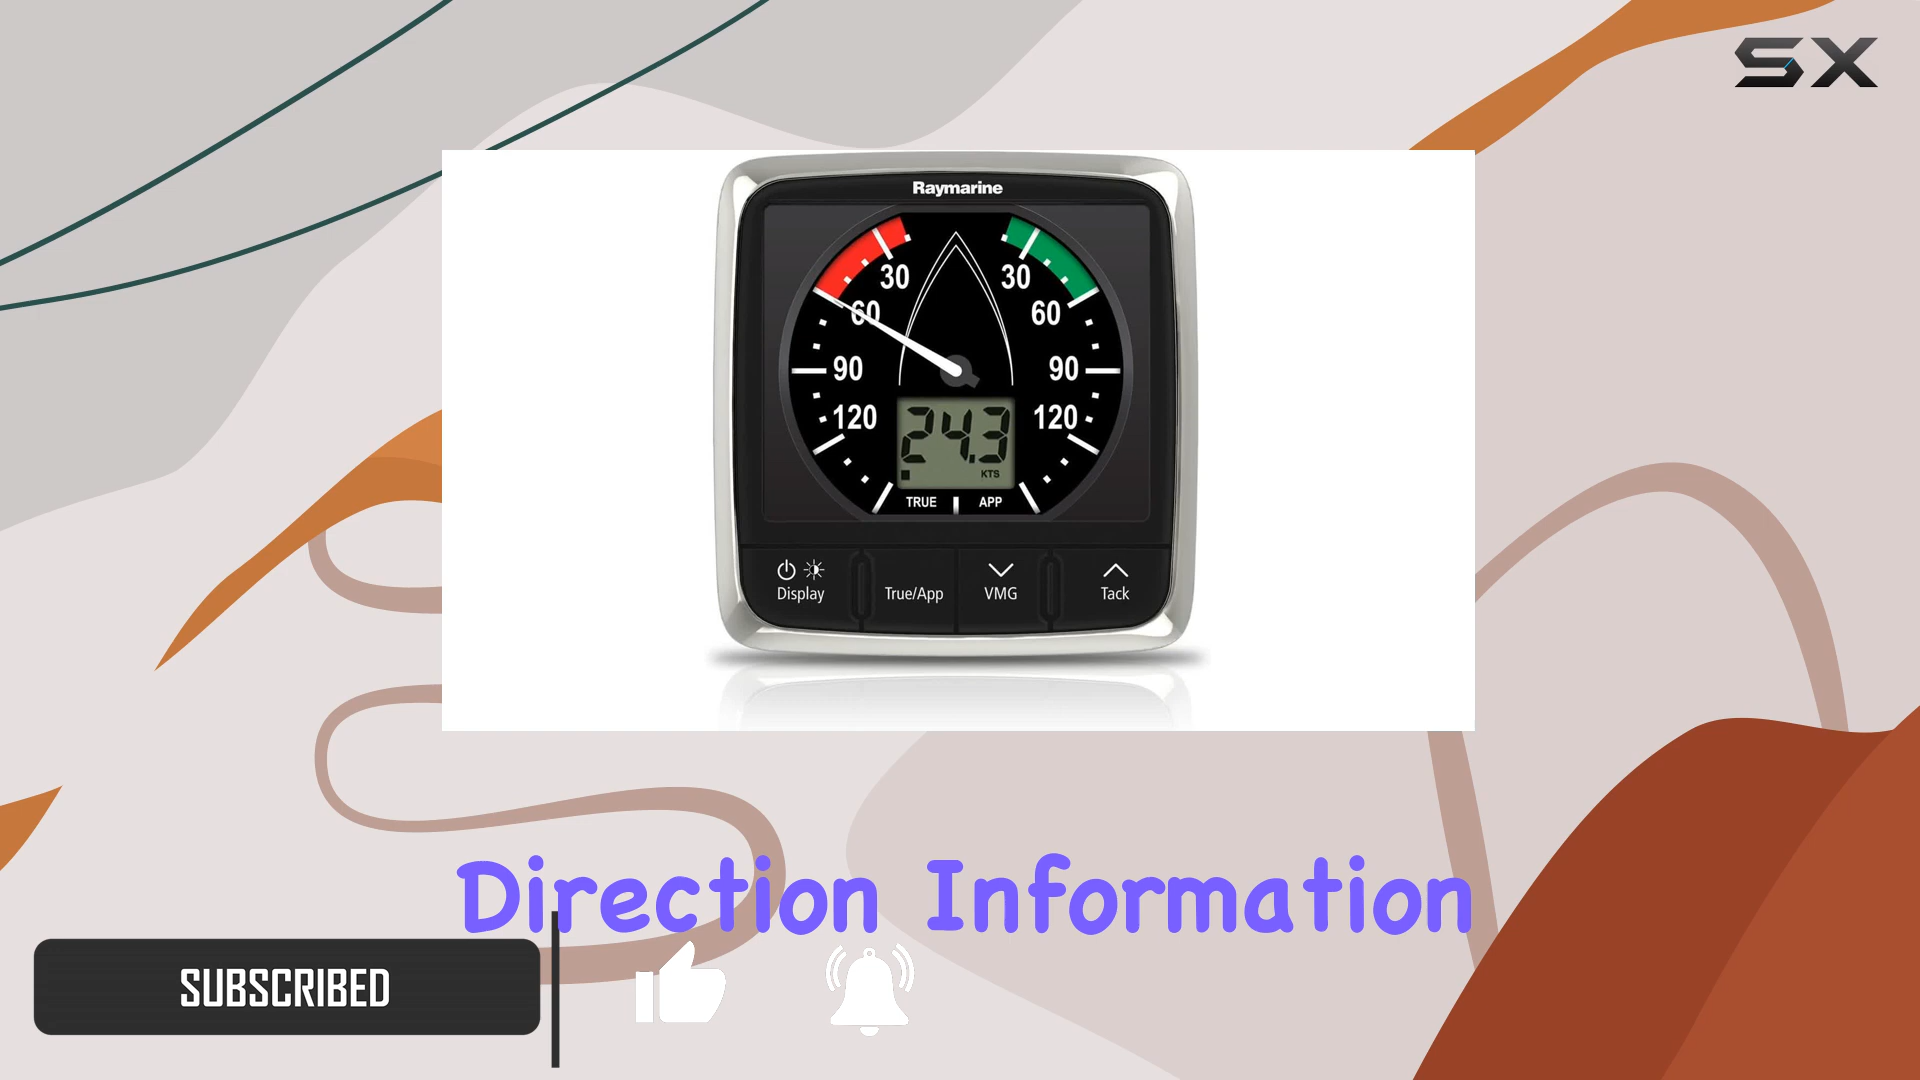 SX
Raymarine
30 30
60 60
90 90
120 120
24.3
KTS
TRUE APP
Display True/App VMG Tack
Direction Information
SUBSCRIBED